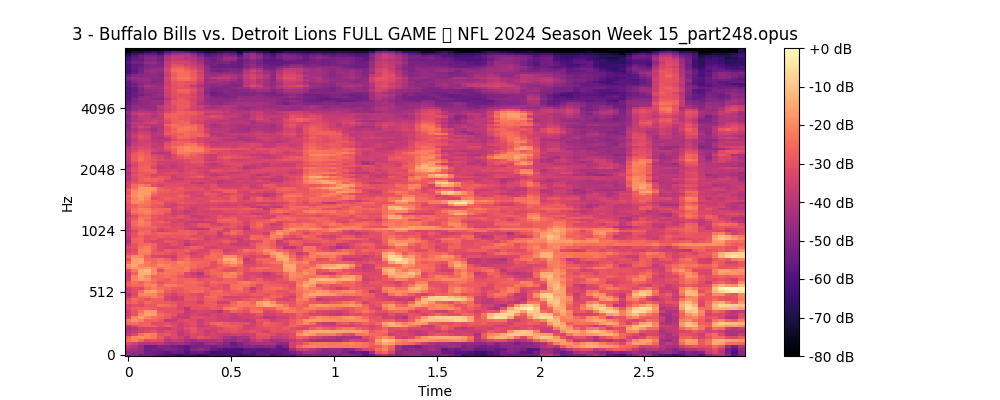 3 - Buffalo Bills vs. Detroit Lions FULL GAME ▯ NFL 2024 Season Week 15_part248.opus
+0 dB
-10 dB
-20 dB
-30 dB
-40 dB
-50 dB
-60 dB
-70 dB
-80 dB
4096
2048
1024
512
0
Hz
0
0.5
1
1.5
2
2.5
Time